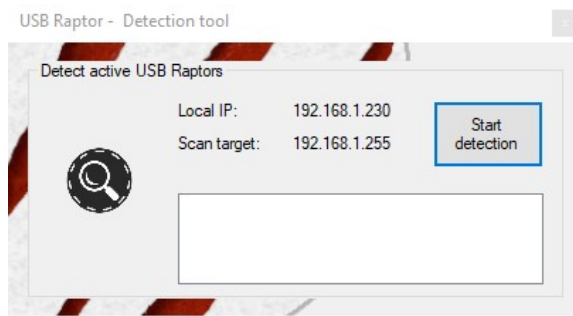 USB Raptor - Detection tool
Detect active USB Raptors
Local IP: 192.168.1.230
Scan target: 192.168.1.255
Start
detection